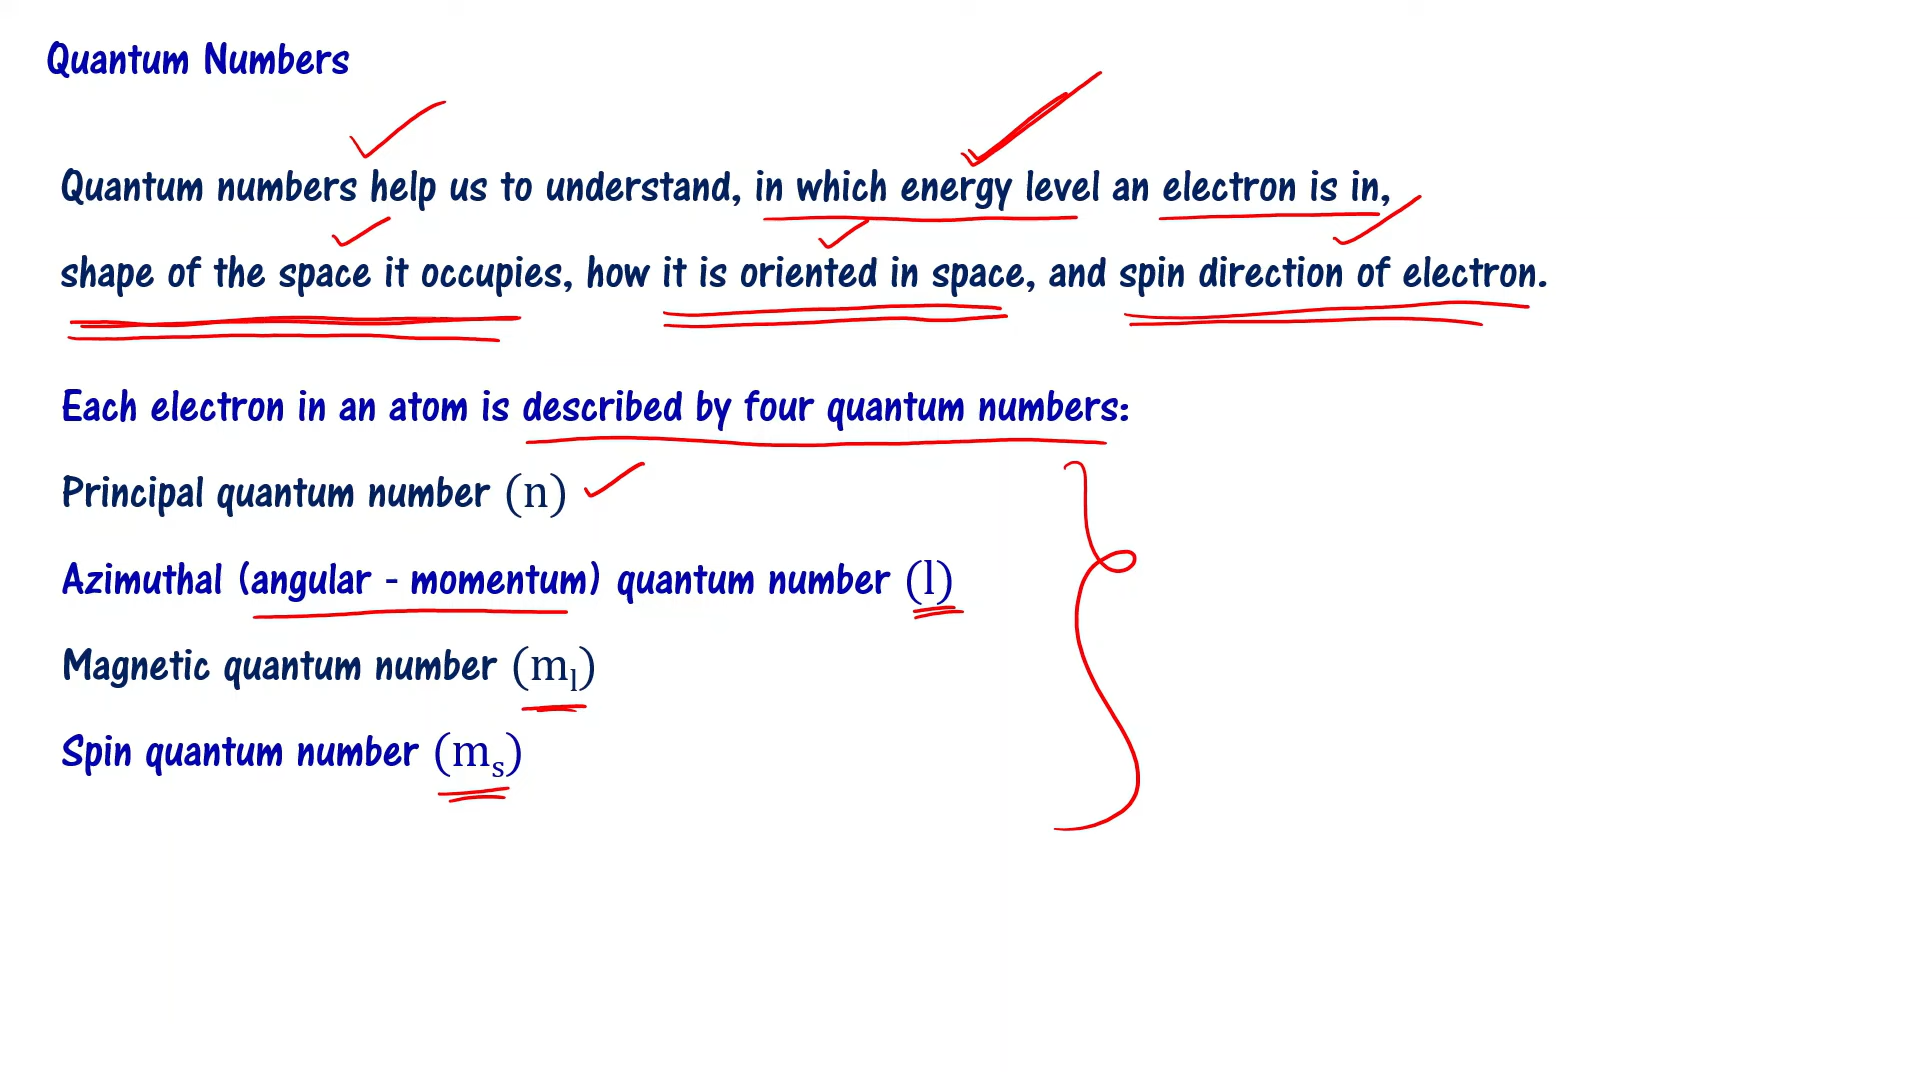 Quantum Numbers
Quantum numbers help us to understand, in which energy level an electron is in,
shape of the space it occupies, how it is oriented in space, and spin direction of electron.
Each electron in an atom is described by four quantum numbers:
Principal quantum number (n)
Azimuthal (angular - momentum) quantum number (l)
Magnetic quantum number (mₗ)
Spin quantum number (mₛ)